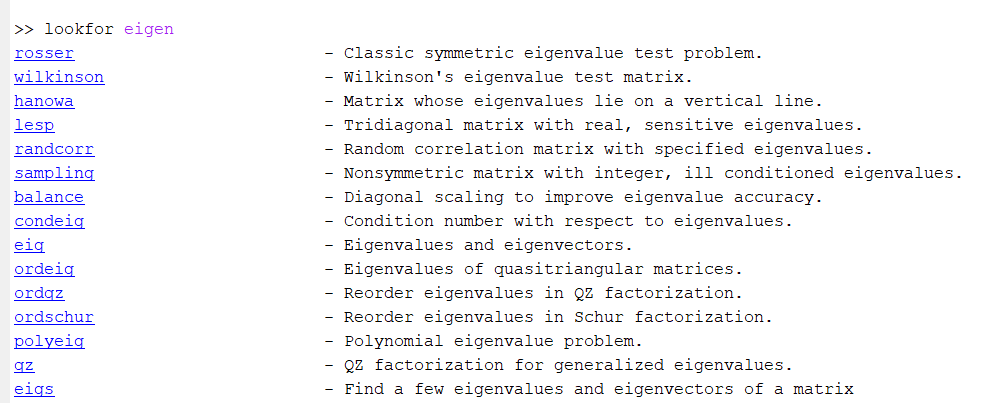 >> lookfor eigen
rosser - Classic symmetric eigenvalue test problem.
wilkinson - Wilkinson's eigenvalue test matrix.
hanowa - Matrix whose eigenvalues lie on a vertical line.
lesp - Tridiagonal matrix with real, sensitive eigenvalues.
randcorr - Random correlation matrix with specified eigenvalues.
sampling - Nonsymmetric matrix with integer, ill conditioned eigenvalues.
balance - Diagonal scaling to improve eigenvalue accuracy.
condeig - Condition number with respect to eigenvalues.
eig - Eigenvalues and eigenvectors.
ordeig - Eigenvalues of quasitriangular matrices.
ordqz - Reorder eigenvalues in QZ factorization.
ordschur - Reorder eigenvalues in Schur factorization.
polyeig - Polynomial eigenvalue problem.
qz - QZ factorization for generalized eigenvalues.
eigs - Find a few eigenvalues and eigenvectors of a matrix